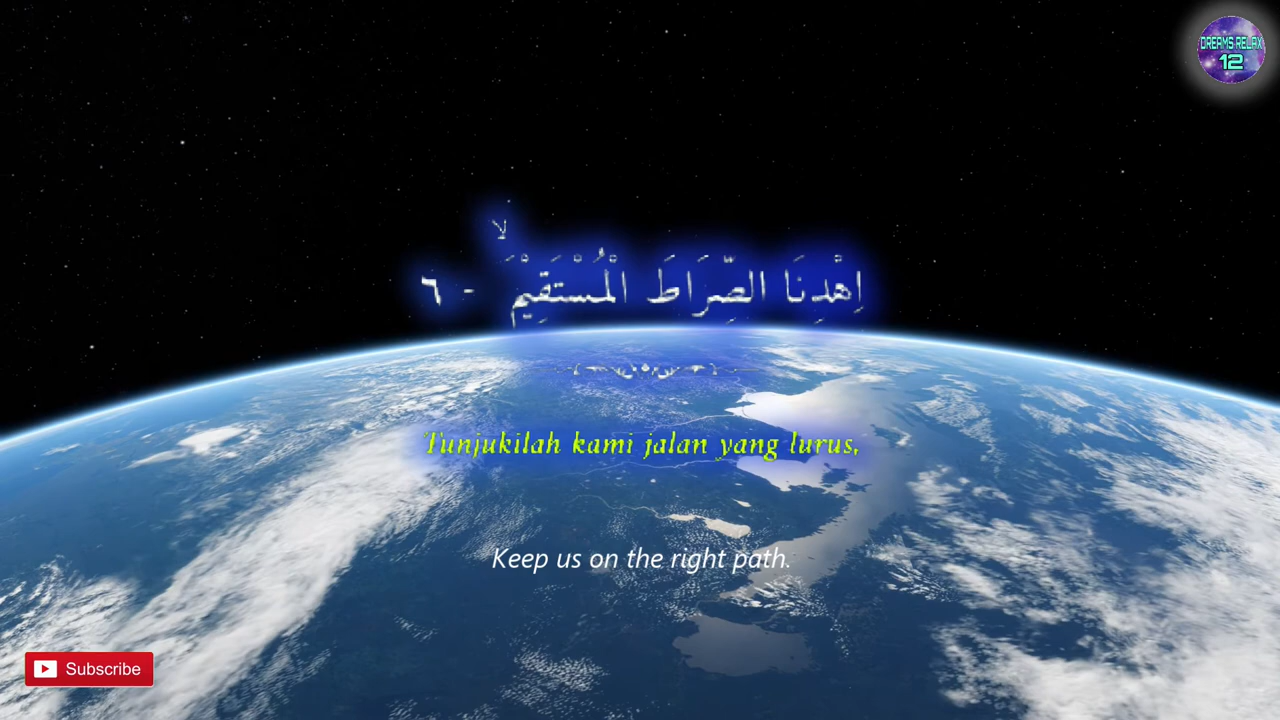 DREAMS RELAX
12
اِهْدِنَا الصِّرَاطَ الْمُسْتَقِيْمَ ۙ - ٦
Tunjukilah kami jalan yang lurus,
Keep us on the right path.
Subscribe